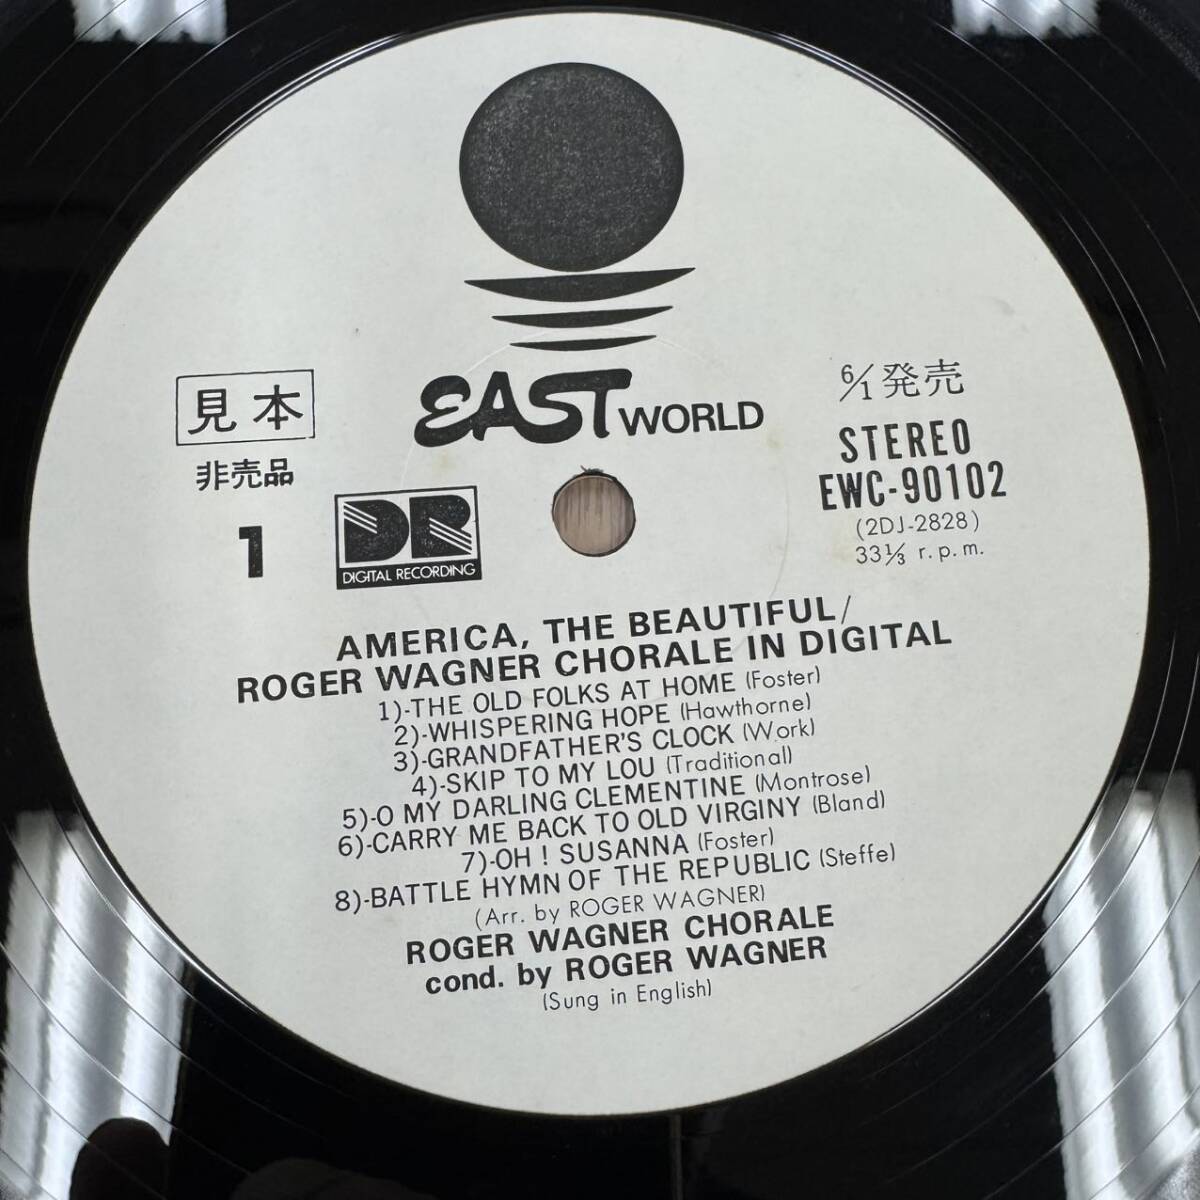 EAST WORLD
見本
非売品
1
DR
DIGITAL RECORDING
6/1 発売
STEREO
EWC-90102
(2DJ-2828)
33⅓ r.p.m.
AMERICA, THE BEAUTIFUL/
ROGER WAGNER CHORALE IN DIGITAL
1)-THE OLD FOLKS AT HOME (Foster)
2)-WHISPERING HOPE (Hawthorne)
3)-GRANDFATHER'S CLOCK (Work)
4)-SKIP TO MY LOU (Traditional)
5)-O MY DARLING CLEMENTINE (Montrose)
6)-CARRY ME BACK TO OLD VIRGINY (Bland)
7)-OH! SUSANNA (Foster)
8)-BATTLE HYMN OF THE REPUBLIC (Steffe)
(Arr. by ROGER WAGNER)
ROGER WAGNER CHORALE
cond. by ROGER WAGNER
(Sung in English)